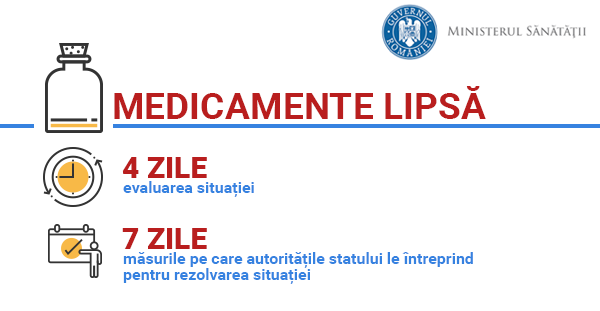 GUVERNUL
ROMÂNIEI
MINISTERUL SĂNĂTĂȚII
MEDICAMENTE LIPSĂ
4 ZILE
evaluarea situației
7 ZILE
măsurile pe care autoritățile statului le întreprind
pentru rezolvarea situației